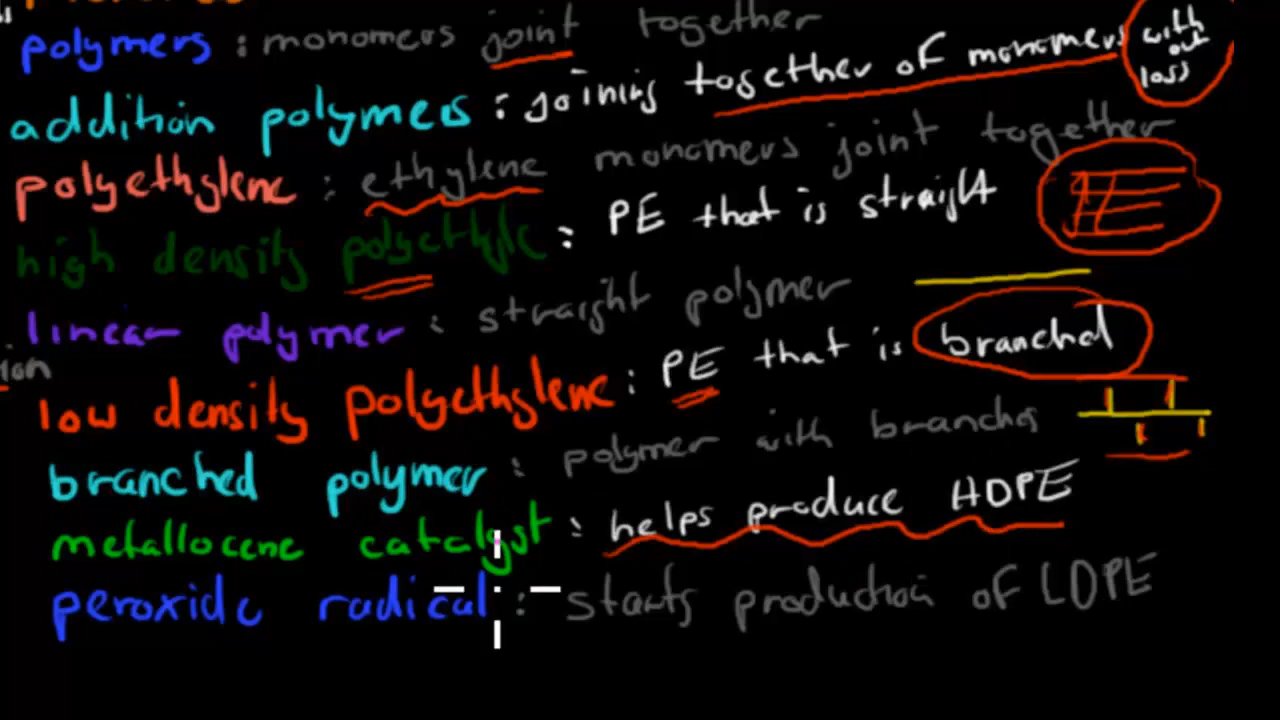 polymers : monomers joint together
addition polymers : joining together of monomers with out loss
polyethylene : ethylene monomers joint together
high density polyethyle : PE that is straight
linear polymer : straight polymer
ion
low density polyethylene : PE that is branched
branched polymer : polymer with branches
metallocene catalyst : helps produce HDPE
peroxide radical : starts production of LDPE